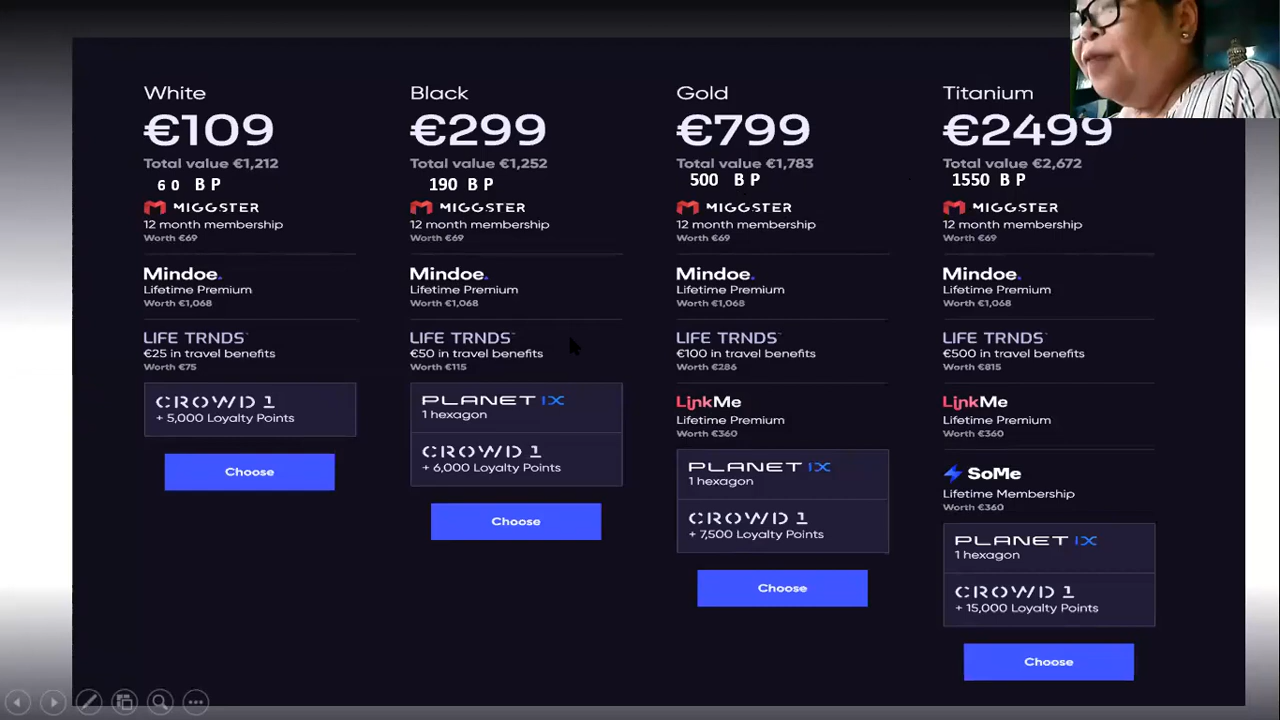 White
€109
Total value €1,212
60 BP
MIGGSTER
12 month membership
Worth €69
Mindoe.
Lifetime Premium
Worth €1,068
LIFE TRNDS™
€25 in travel benefits
Worth €75
CROWD 1
+ 5,000 Loyalty Points
Choose
Black
€299
Total value €1,252
190 BP
MIGGSTER
12 month membership
Worth €69
Mindoe.
Lifetime Premium
Worth €1,068
LIFE TRNDS™
€50 in travel benefits
Worth €115
PLANET IX
1 hexagon
CROWD 1
+ 6,000 Loyalty Points
Choose
Gold
€799
Total value €1,783
500 BP
MIGGSTER
12 month membership
Worth €69
Mindoe.
Lifetime Premium
Worth €1,068
LIFE TRNDS™
€100 in travel benefits
Worth €286
LinkMe
Lifetime Premium
Worth €360
PLANET IX
1 hexagon
CROWD 1
+ 7,500 Loyalty Points
Choose
Titanium
€2499
Total value €2,672
1550 BP
MIGGSTER
12 month membership
Worth €69
Mindoe.
Lifetime Premium
Worth €1,068
LIFE TRNDS™
€500 in travel benefits
Worth €815
LinkMe
Lifetime Premium
Worth €360
SoMe
Lifetime Membership
Worth €360
PLANET IX
1 hexagon
CROWD 1
+ 15,000 Loyalty Points
Choose